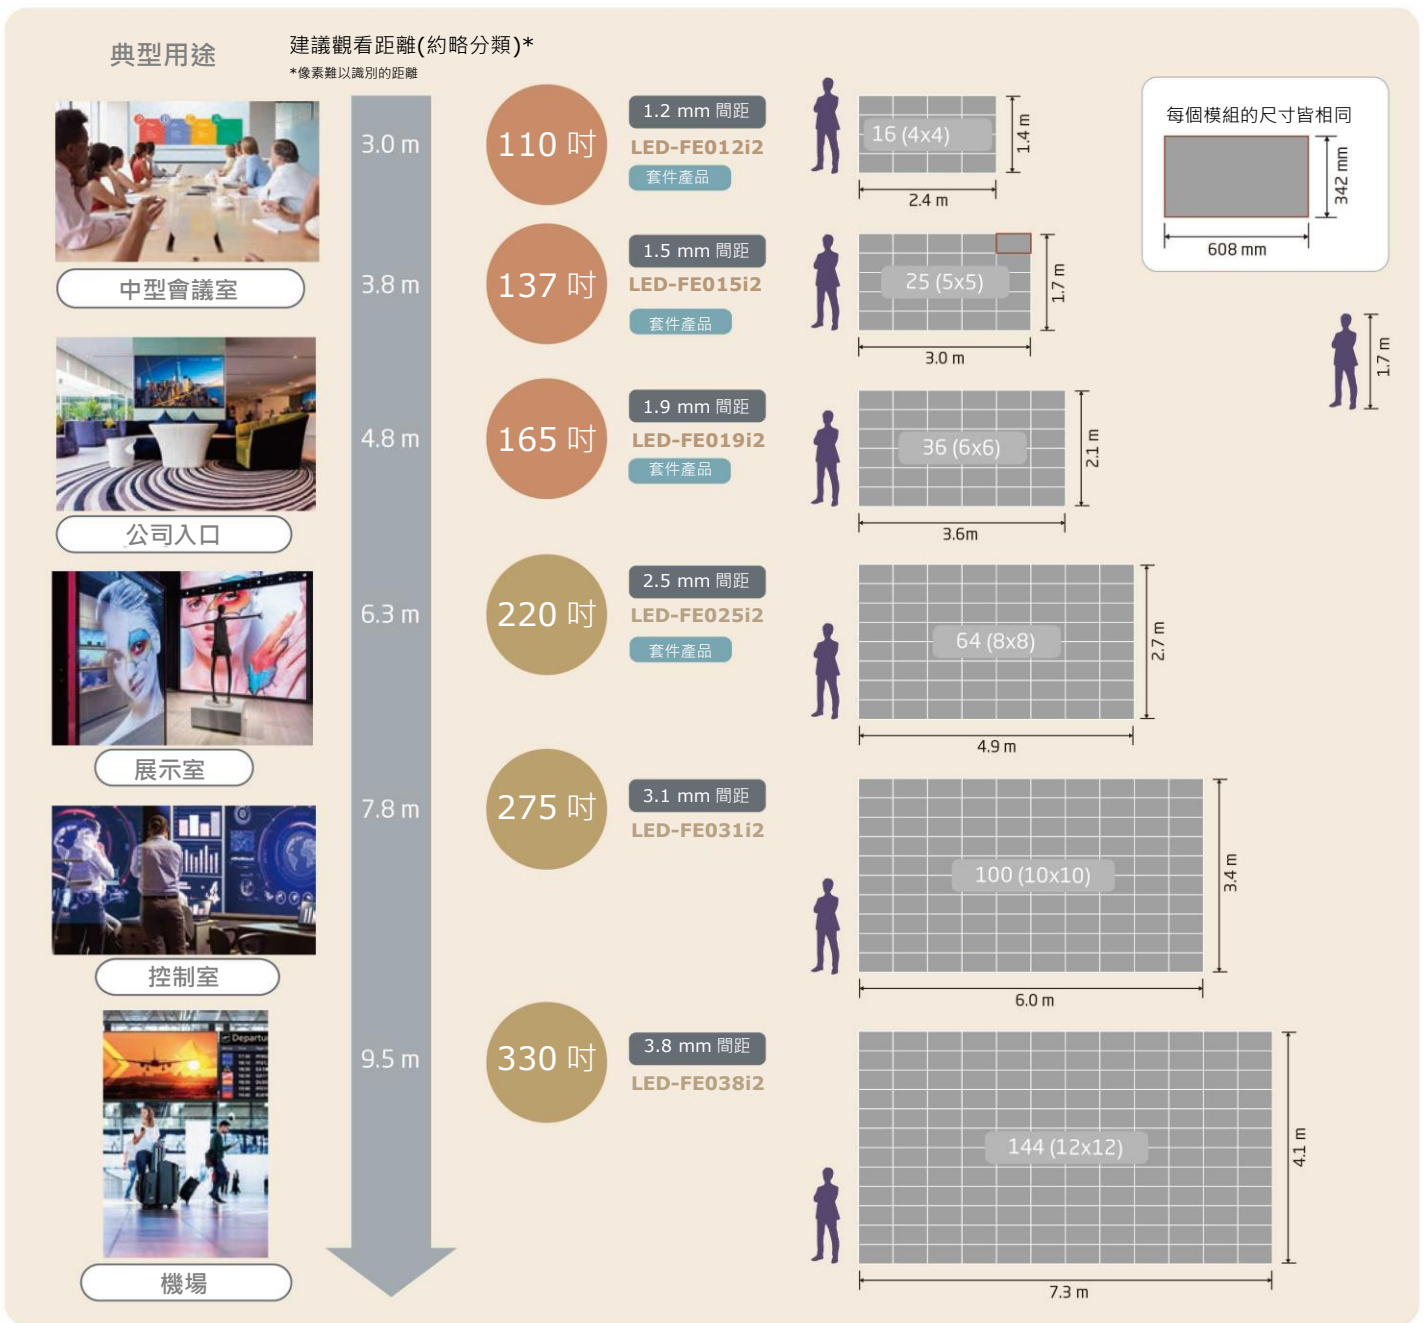 典型用途
建議觀看距離(約略分類)*
*像素難以識別的距離
每個模組的尺寸皆相同
342 mm
608 mm
1.7 m
中型會議室
公司入口
展示室
控制室
Departu
機場
3.0 m
110 吋
1.2 mm 間距
LED-FE012i2
套件產品
16 (4x4)
1.4 m
2.4 m
3.8 m
137 吋
1.5 mm 間距
LED-FE015i2
套件產品
25 (5x5)
1.7 m
3.0 m
4.8 m
165 吋
1.9 mm 間距
LED-FE019i2
套件產品
36 (6x6)
2.1 m
3.6m
6.3 m
220 吋
2.5 mm 間距
LED-FE025i2
套件產品
64 (8x8)
2.7 m
4.9 m
7.8 m
275 吋
3.1 mm 間距
LED-FE031i2
100 (10x10)
3.4 m
6.0 m
9.5 m
330 吋
3.8 mm 間距
LED-FE038i2
144 (12x12)
4.1 m
7.3 m